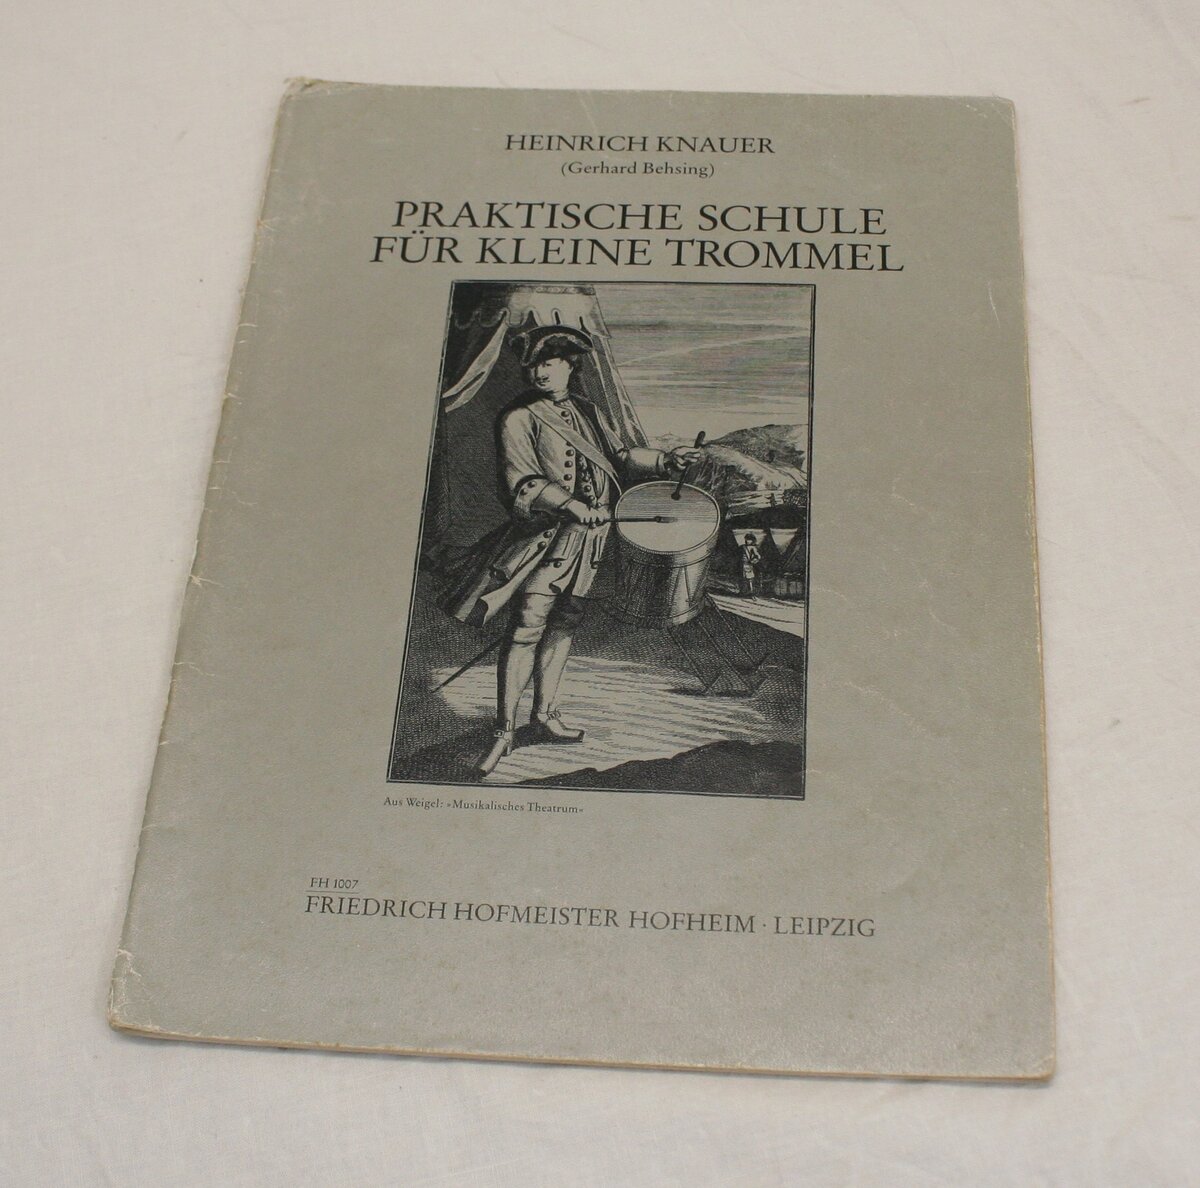 HEINRICH KNAUER
(Gerhard Behsing)
PRAKTISCHE SCHULE
FÜR KLEINE TROMMEL
Aus Weigel: »Musikalisches Theatrum«
FH 1007
FRIEDRICH HOFMEISTER HOFHEIM · LEIPZIG